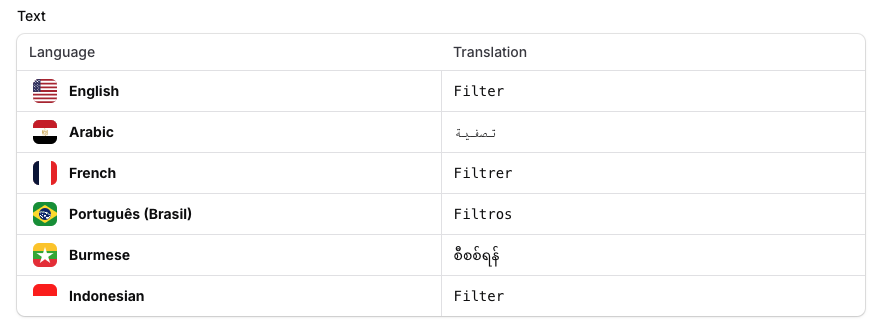 Text
Language Translation
English Filter
Arabic تصفية
French Filtrer
Português (Brasil) Filtros
Burmese စီစစ်ရန်
Indonesian Filter